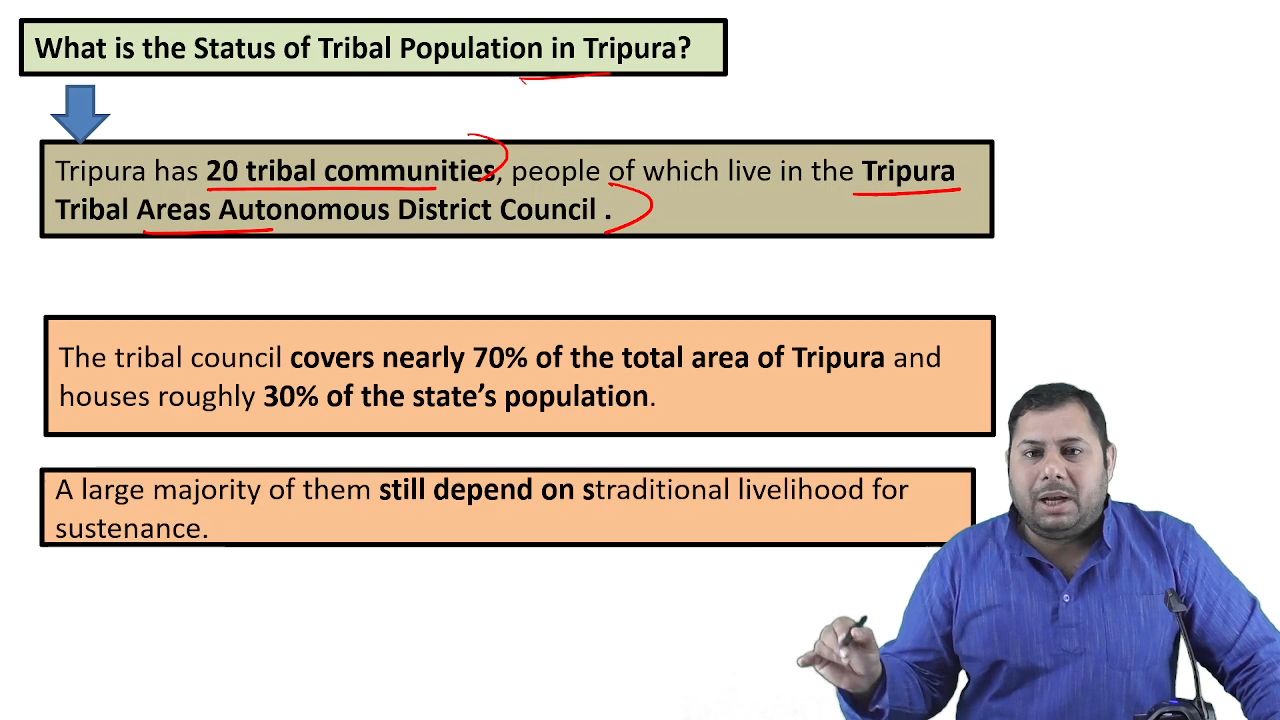 What is the Status of Tribal Population in Tripura?
Tripura has 20 tribal communities, people of which live in the Tripura
Tribal Areas Autonomous District Council .
The tribal council covers nearly 70% of the total area of Tripura and
houses roughly 30% of the state’s population.
A large majority of them still depend on straditional livelihood for
sustenance.